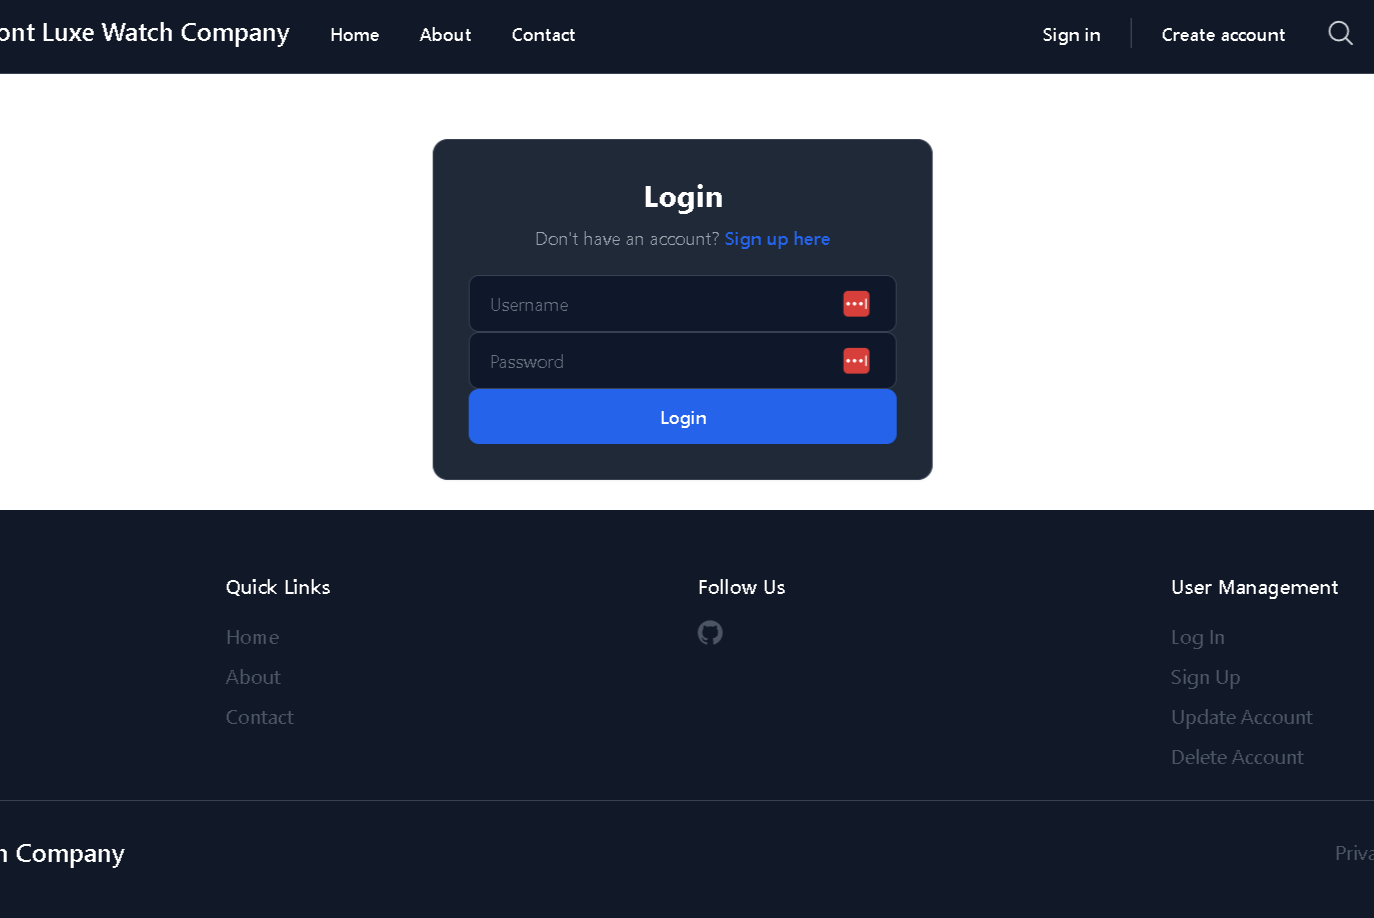 ont Luxe Watch Company Home About Contact Sign in Create account
Login
Don't have an account? Sign up here
Username
Password
Login
Quick Links
Home
About
Contact
Follow Us
User Management
Log In
Sign Up
Update Account
Delete Account
h Company
Priva